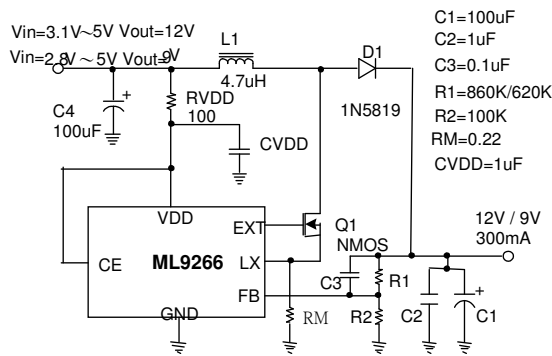 Vin=3.1V～5V Vout=12V
Vin=2.8V～5V Vout=9V
L1
4.7uH
D1
1N5819
C1=100uF
C2=1uF
C3=0.1uF
R1=860K/620K
R2=100K
RM=0.22
CVDD=1uF
C4
100uF
RVDD
100
CVDD
VDD
EXT
Q1
NMOS
12V / 9V
300mA
CE
ML9266
LX
C3
R1
FB
GND
RM
R2
C2
C1
+
+